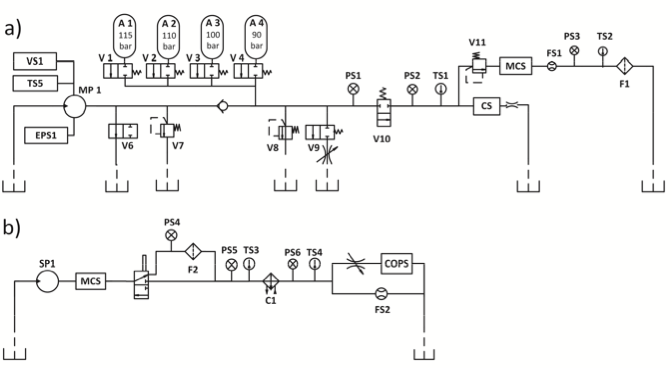 a)
A 1 A 2 A 3 A 4
115 110 100 90
bar bar bar bar
V 1 V 2 V 3 V 4
V11 PS3 TS2
VS1
FS1
MCS
TS5
PS1 PS2 TS1
F1
MP 1
CS
EPS1
V6 V7 V8 V9 V10
b)
PS4
SP1 PS5 TS3 PS6 TS4
F2
COPS
MCS
C1 FS2